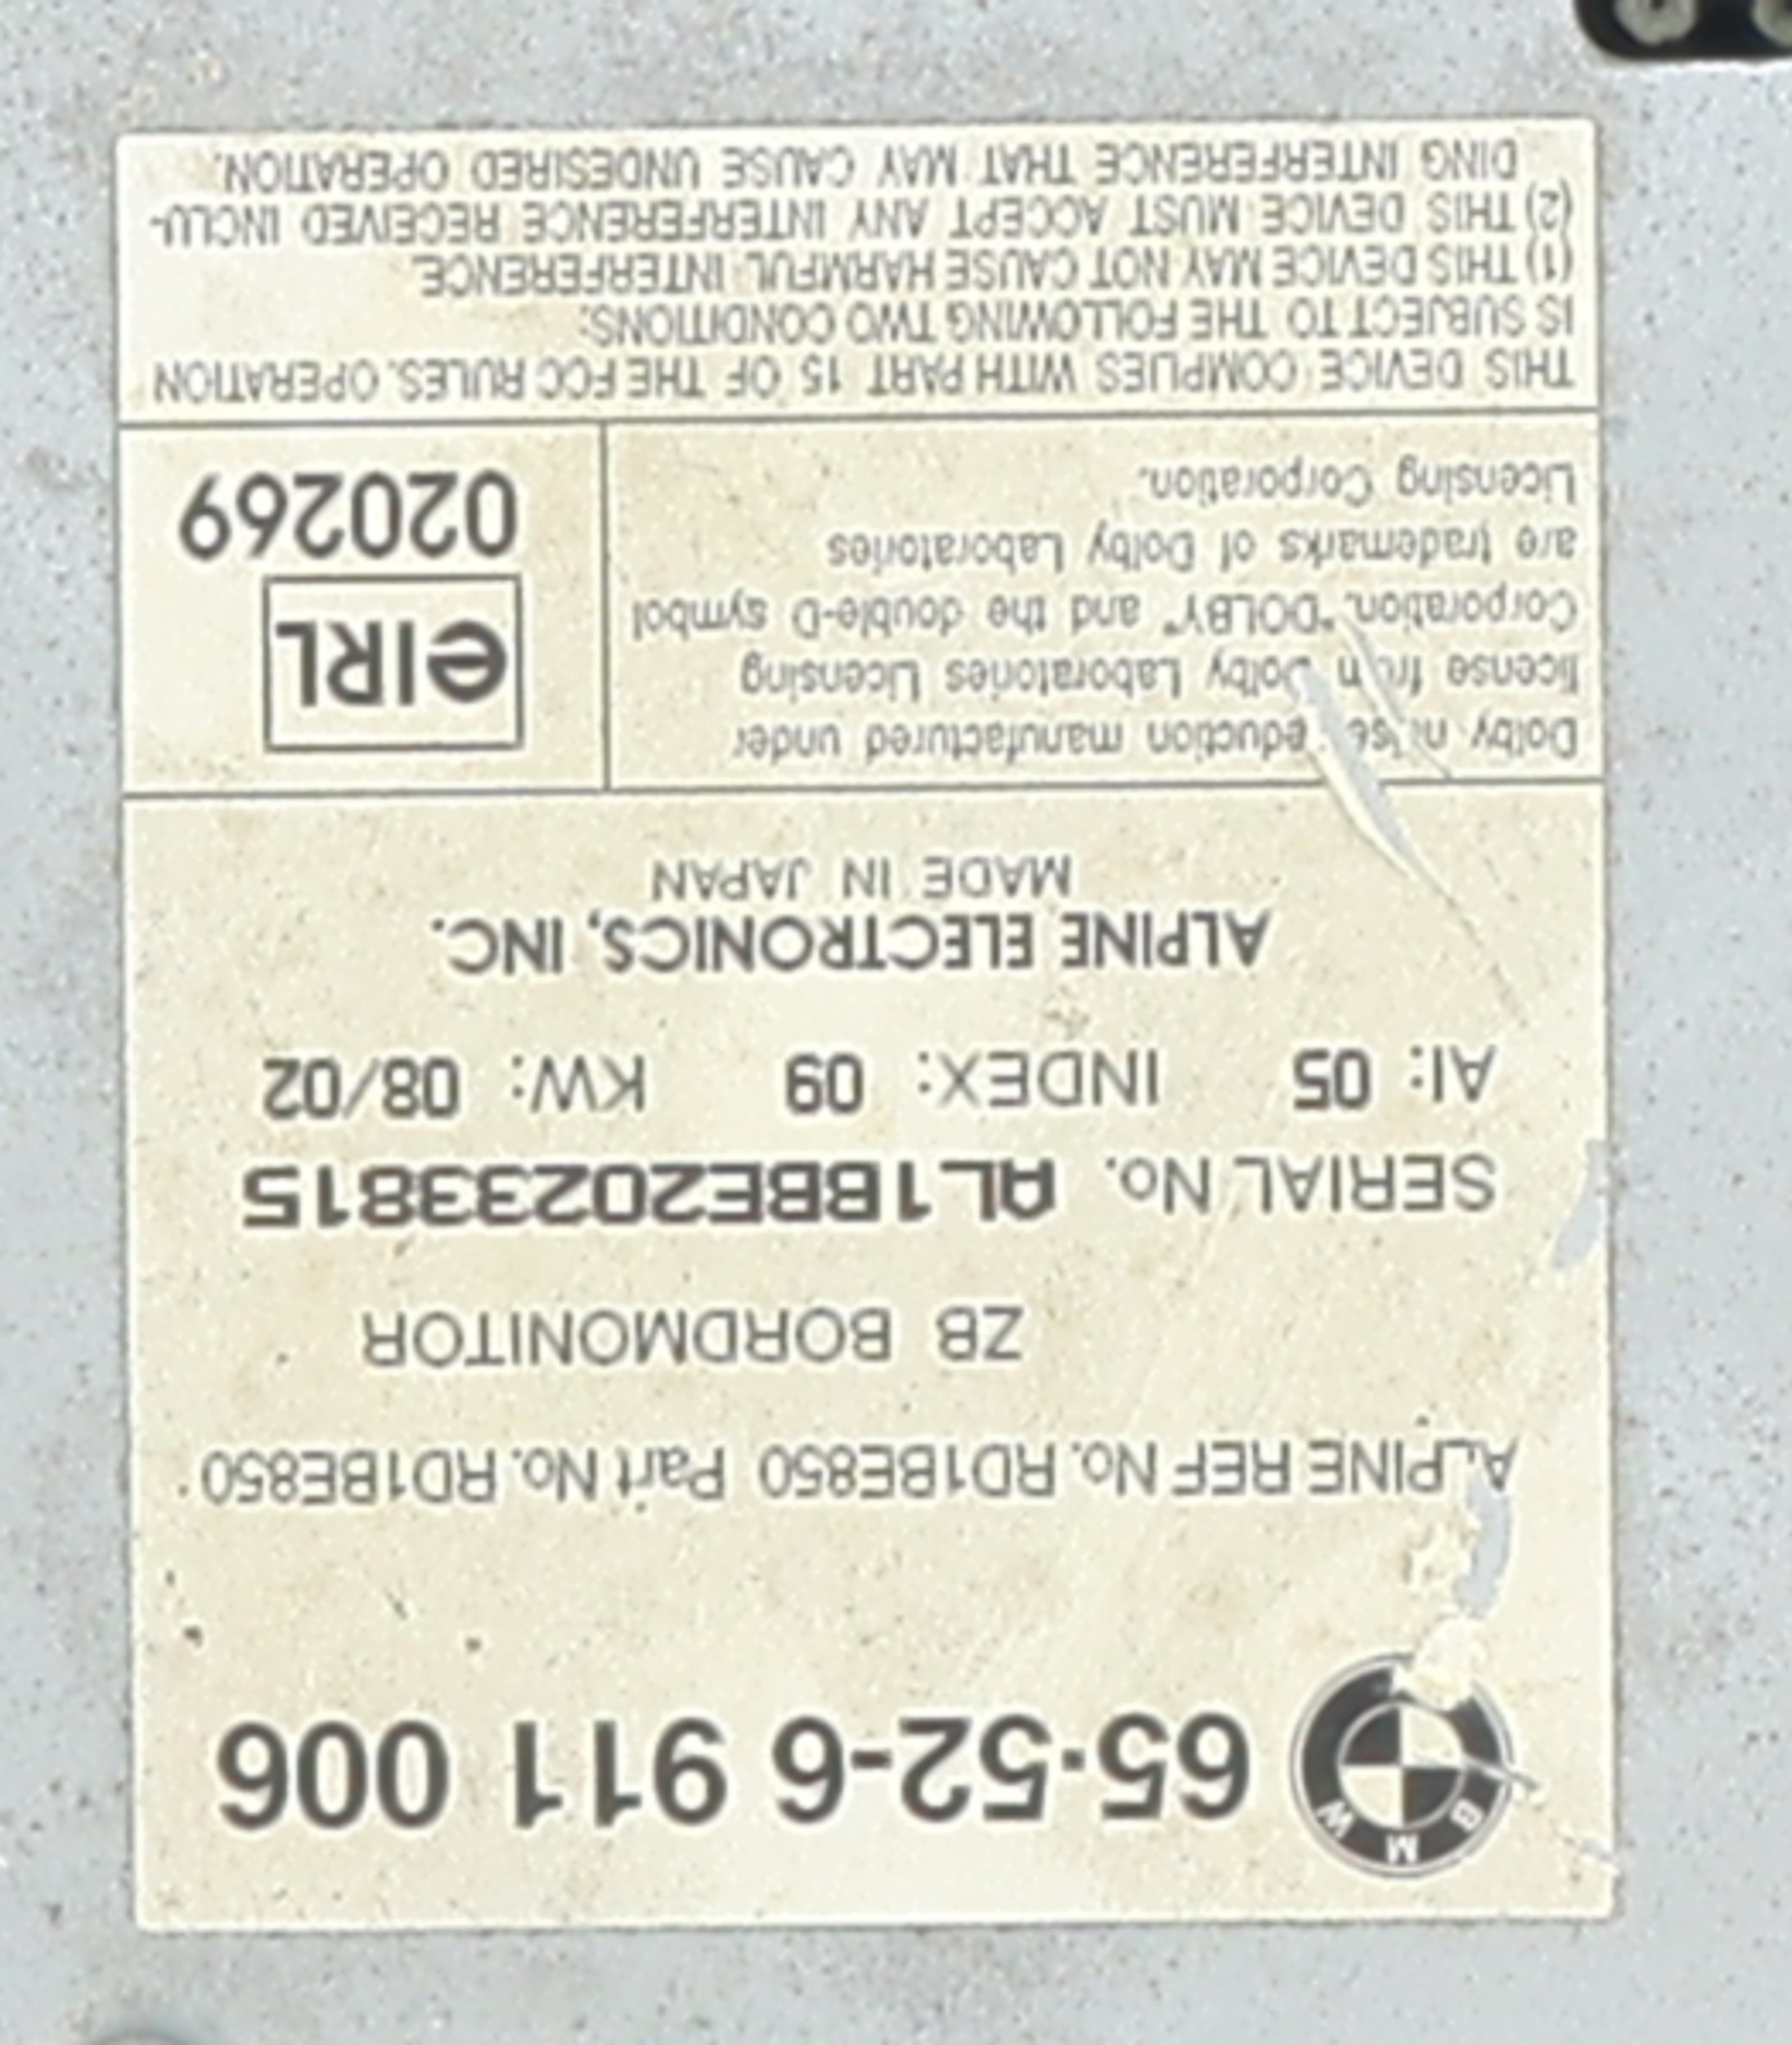 BMW 65·52-6 911 006
ALPINE REF No. RD1BE850 Part No. RD1BE850
ZB BORDMONITOR
SERIAL No. AL1BBE20233815
AI: 05 INDEX: 09 KW: 08/02
ALPINE ELECTRONICS, INC.
MADE IN JAPAN
Dolby noise reduction manufactured under
license from Dolby Laboratories Licensing
Corporation. "DOLBY" and the double-D symbol
are trademarks of Dolby Laboratories
Licensing Corporation.
eIRL
020269
THIS DEVICE COMPLIES WITH PART 15 OF THE FCC RULES. OPERATION
IS SUBJECT TO THE FOLLOWING TWO CONDITIONS:
(1) THIS DEVICE MAY NOT CAUSE HARMFUL INTERFERENCE.
(2) THIS DEVICE MUST ACCEPT ANY INTERFERENCE RECEIVED INCLU-
DING INTERFERENCE THAT MAY CAUSE UNDESIRED OPERATION.